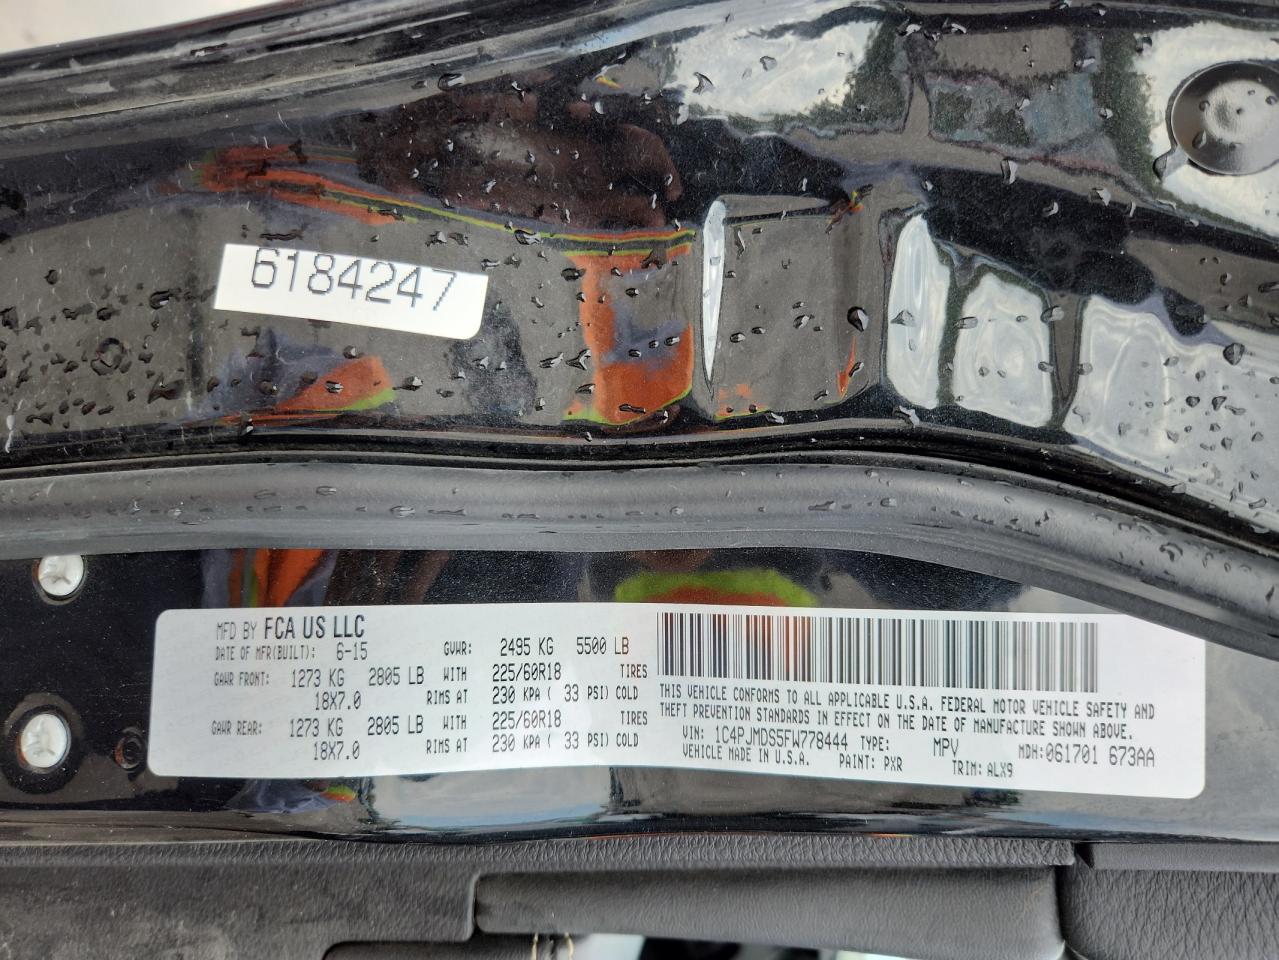 6184247
MFD BY FCA US LLC
DATE OF MFR(BUILT): 6-15 GVWR: 2495 KG 5500 LB
GAWR FRONT: 1273 KG 2805 LB WITH 225/60R18 TIRES
18X7.0 RIMS AT 230 KPA ( 33 PSI) COLD
GAWR REAR: 1273 KG 2805 LB WITH 225/60R18 TIRES
18X7.0 RIMS AT 230 KPA ( 33 PSI) COLD
THIS VEHICLE CONFORMS TO ALL APPLICABLE U.S.A. FEDERAL MOTOR VEHICLE SAFETY AND
THEFT PREVENTION STANDARDS IN EFFECT ON THE DATE OF MANUFACTURE SHOWN ABOVE.
VIN: 1C4PJMDS5FW778444 TYPE: MPV MDH:061701 673AA
VEHICLE MADE IN U.S.A. PAINT: PXR TRIM: ALX9